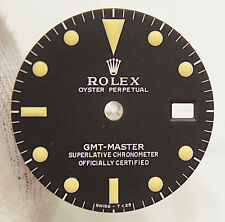 ROLEX
OYSTER PERPETUAL
GMT-MASTER
SUPERLATIVE CHRONOMETER
OFFICIALLY CERTIFIED
SWISS - T<25